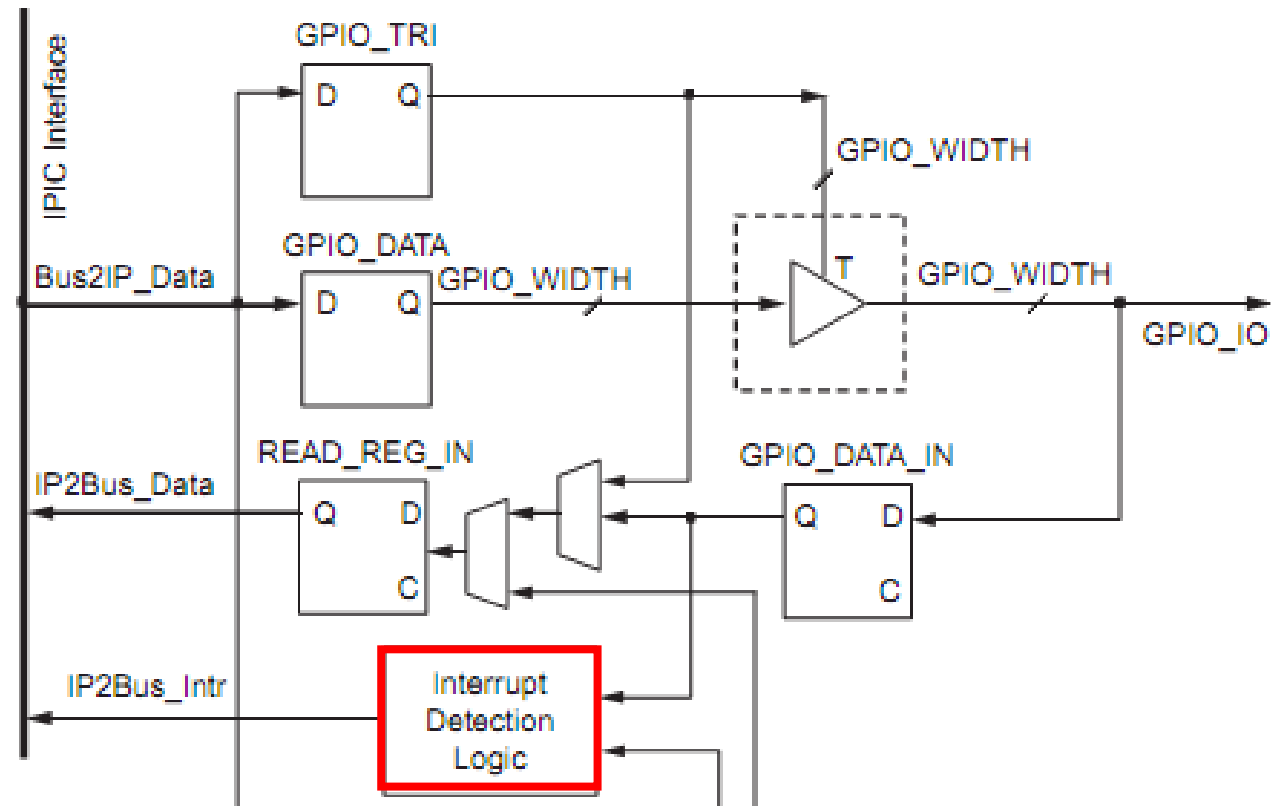 GPIO_TRI
IPIC Interface
D Q
GPIO_WIDTH
GPIO_DATA
Bus2IP_Data
GPIO_WIDTH
T
GPIO_WIDTH
D Q
GPIO_IO
READ_REG_IN
GPIO_DATA_IN
IP2Bus_Data
Q D
Q D
C
C
IP2Bus_Intr
Interrupt
Detection
Logic